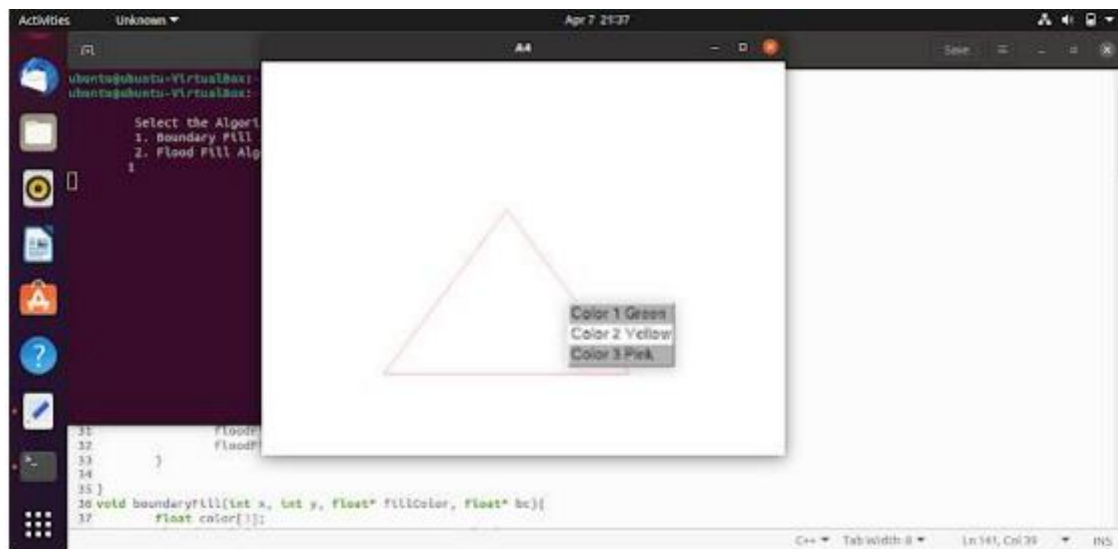 Activities Unknown Apr 7 21:37
A4
Save
ubuntu@ubuntu-VirtualBox:
ubuntu@ubuntu-VirtualBox:
Select the Algori
1. Boundary Fill
2. Flood Fill Alg
1
Color 1 Green
Color 2 Yellow
Color 3 Pink
31 floodF
32 floodF
33 }
34
35 }
36 void boundaryFill(int x, int y, float* fillColor, float* bc){
37 float color[3];
C++ Tab Width: 8 Ln 141, Col 39 INS